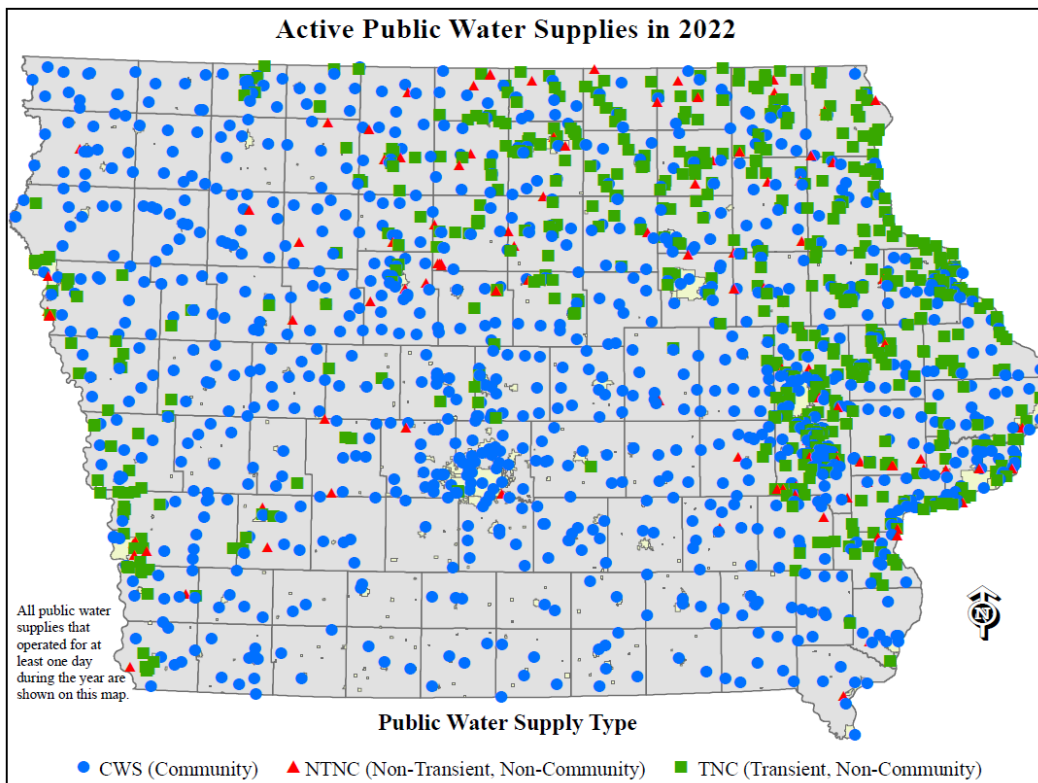 Active Public Water Supplies in 2022
All public water
supplies that
operated for at
least one day
during the year are
shown on this map.
N
Public Water Supply Type
CWS (Community)
NTNC (Non-Transient, Non-Community)
TNC (Transient, Non-Community)